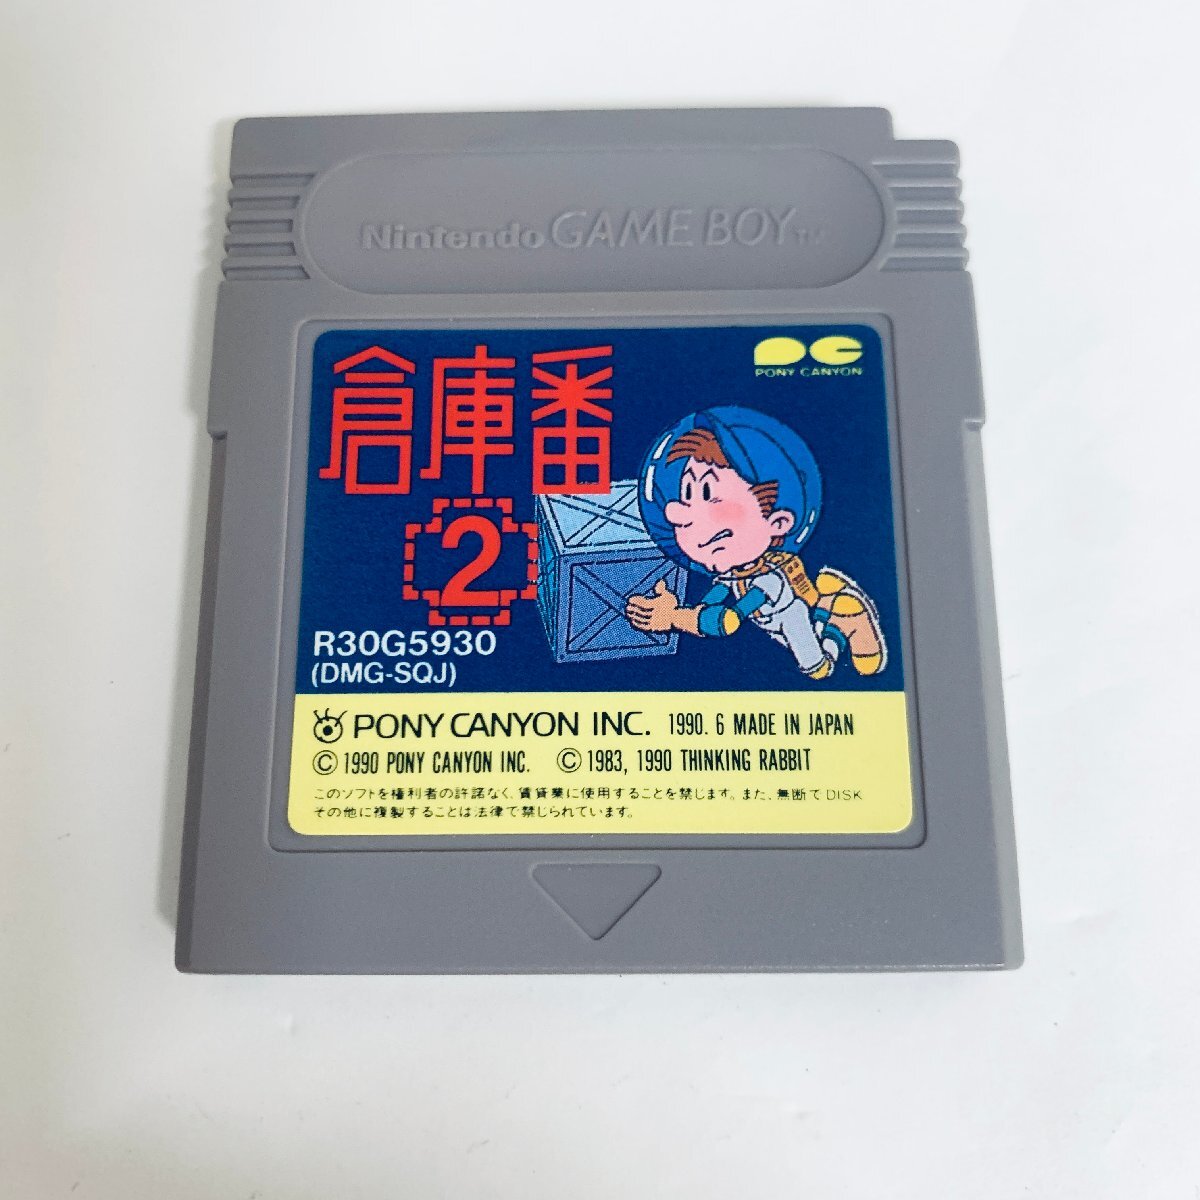 Nintendo GAME BOY TM
倉庫番
2
PC
PONY CANYON
R30G5930
(DMG-SQJ)
PONY CANYON INC. 1990. 6 MADE IN JAPAN
© 1990 PONY CANYON INC. © 1983, 1990 THINKING RABBIT
このソフトを権利者の許諾なく、賃貸業に使用することを禁じます。また、無断でDISK
その他に複製することは法律で禁じられています。